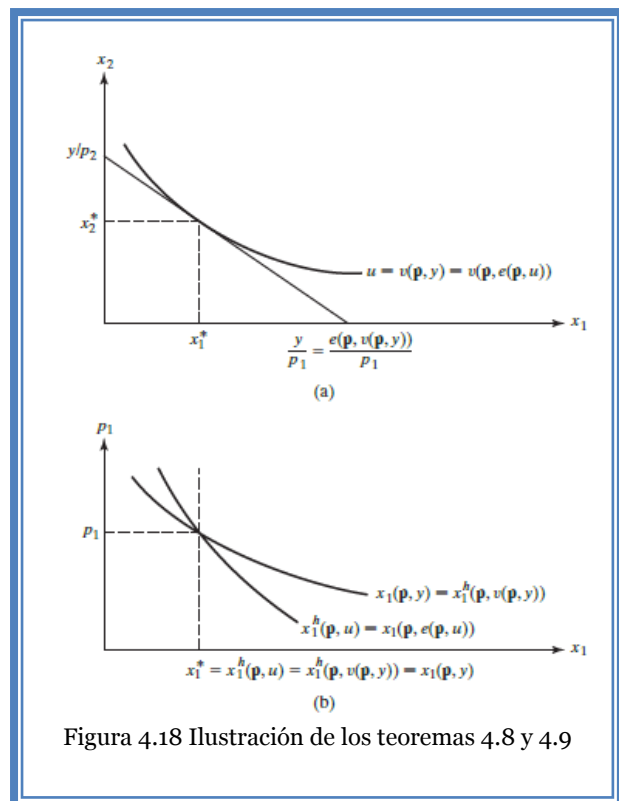 x₂
y/p₂
x₂*
u = v(p, y) = v(p, e(p, u))
x₁
x₁*
y/p₁ = e(p, v(p, y))/p₁
(a)
p₁
p₁
x₁(p, y) = x₁ʰ(p, v(p, y))
x₁ʰ(p, u) = x₁(p, e(p, u))
x₁
x₁* = x₁ʰ(p, u) = x₁ʰ(p, v(p, y)) = x₁(p, y)
(b)
Figura 4.18 Ilustración de los teoremas 4.8 y 4.9